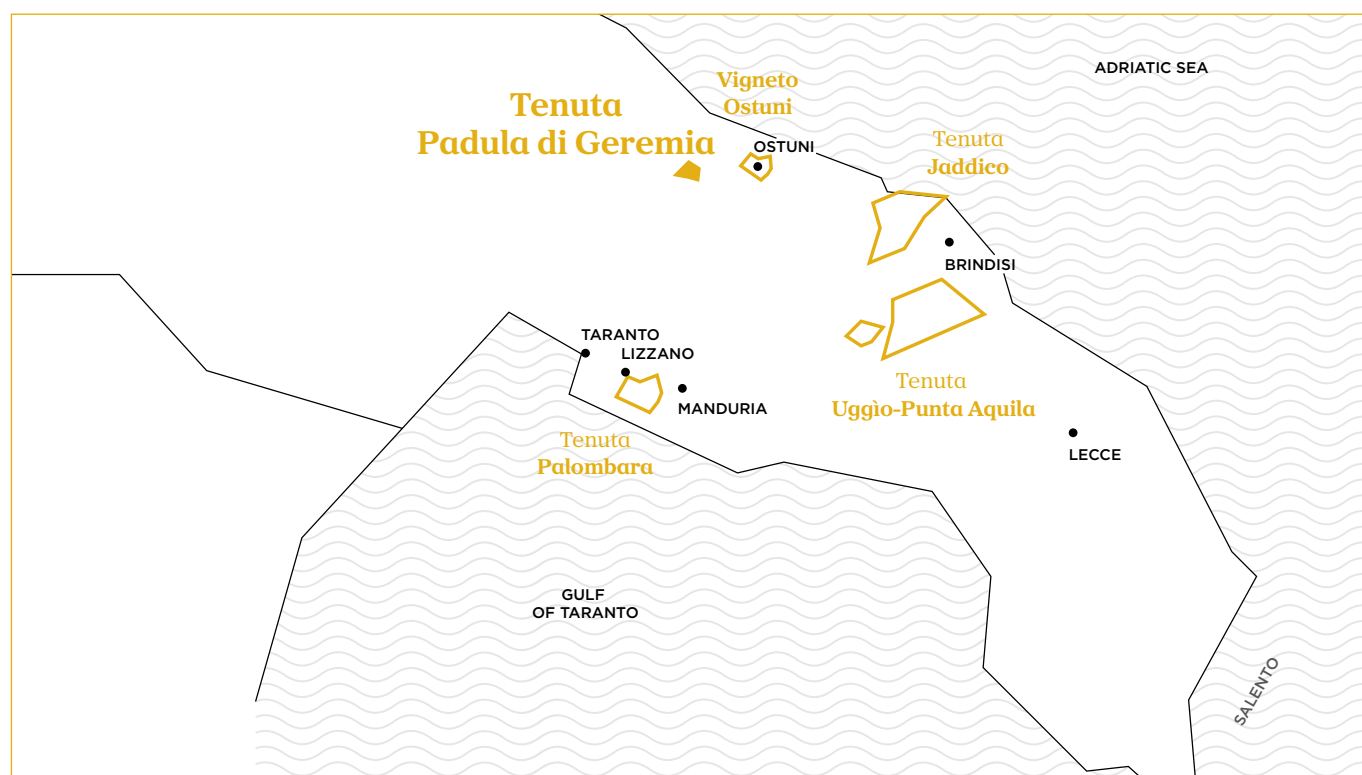 ADRIATIC SEA
Vigneto
Ostuni
Tenuta
Padula di Geremia
OSTUNI
Tenuta
Jaddico
BRINDISI
TARANTO
LIZZANO
MANDURIA
Tenuta
Uggìo-Punta Aquila
Tenuta
Palombara
LECCE
GULF
OF TARANTO
SALENTO